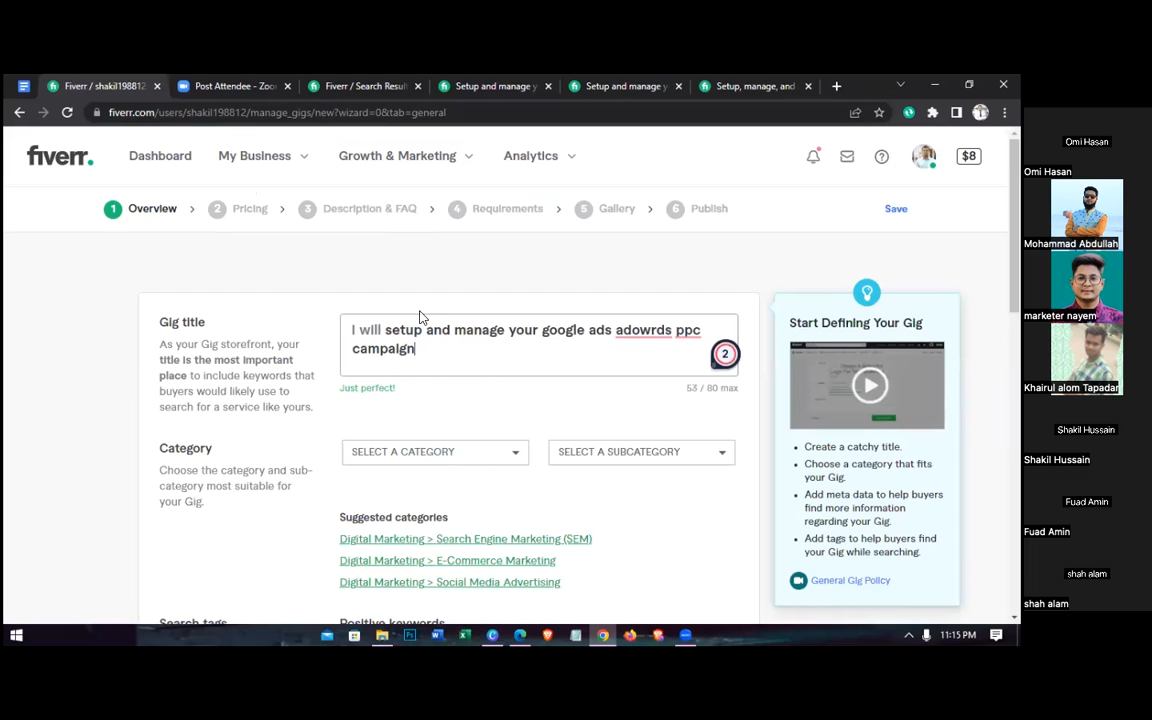 Fiverr / shakil198812
Post Attendee - Zoo
Fiverr / Search Resul
Setup and manage y
Setup and manage y
Setup, manage, and
fiverr.com/users/shakil198812/manage_gigs/new?wizard=0&tab=general
fiverr.
Dashboard
My Business
Growth & Marketing
Analytics
$8
1 Overview
2 Pricing
3 Description & FAQ
4 Requirements
5 Gallery
6 Publish
Save
Gig title
As your Gig storefront, your
title is the most important
place to include keywords that
buyers would likely use to
search for a service like yours.
I will setup and manage your google ads adowrds ppc
campaign
2
Just perfect!
53 / 80 max
Category
Choose the category and sub-
category most suitable for
your Gig.
SELECT A CATEGORY
SELECT A SUBCATEGORY
Suggested categories
Digital Marketing > Search Engine Marketing (SEM)
Digital Marketing > E-Commerce Marketing
Digital Marketing > Social Media Advertising
Search tags
Positive keywords
Start Defining Your Gig
Create a catchy title.
Choose a category that fits
your Gig.
Add meta data to help buyers
find more information
regarding your Gig.
Add tags to help buyers find
your Gig while searching.
General Gig Policy
11:15 PM
Omi Hasan
Omi Hasan
Mohammad Abdullah
marketer nayem
Khairul alom Tapadar
Shakil Hussain
Shakil Hussain
Fuad Amin
Fuad Amin
shah alam
shah alam